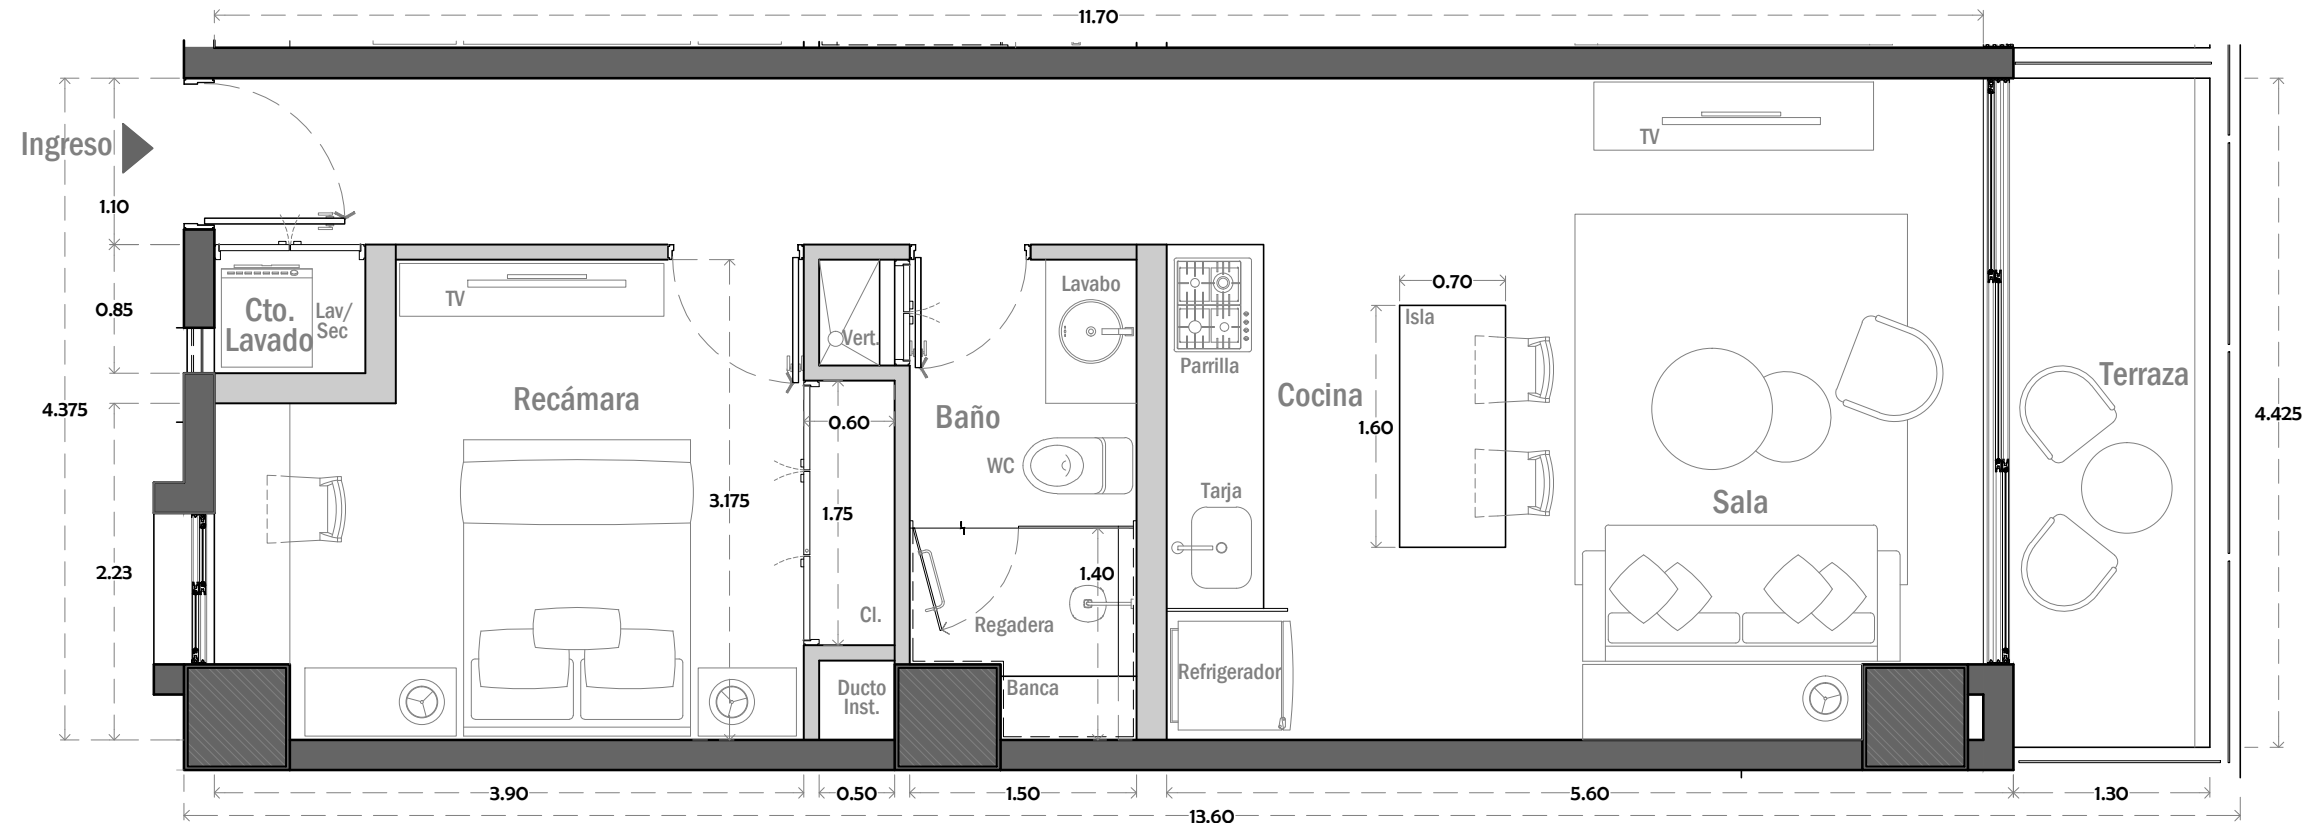 11.70
Ingreso
TV
1.10
Lavabo
0.70
Cto.
Lavado
Lav/
Sec
TV
0.85
Vert.
Isla
Parrilla
Terraza
Recámara
Cocina
4.375
Baño
0.60
1.60
4.425
WC
Tarja
3.175
1.75
Sala
2.23
1.40
Cl.
Regadera
Refrigerador
Ducto
Inst.
Banca
3.90
0.50
1.50
5.60
1.30
13.60